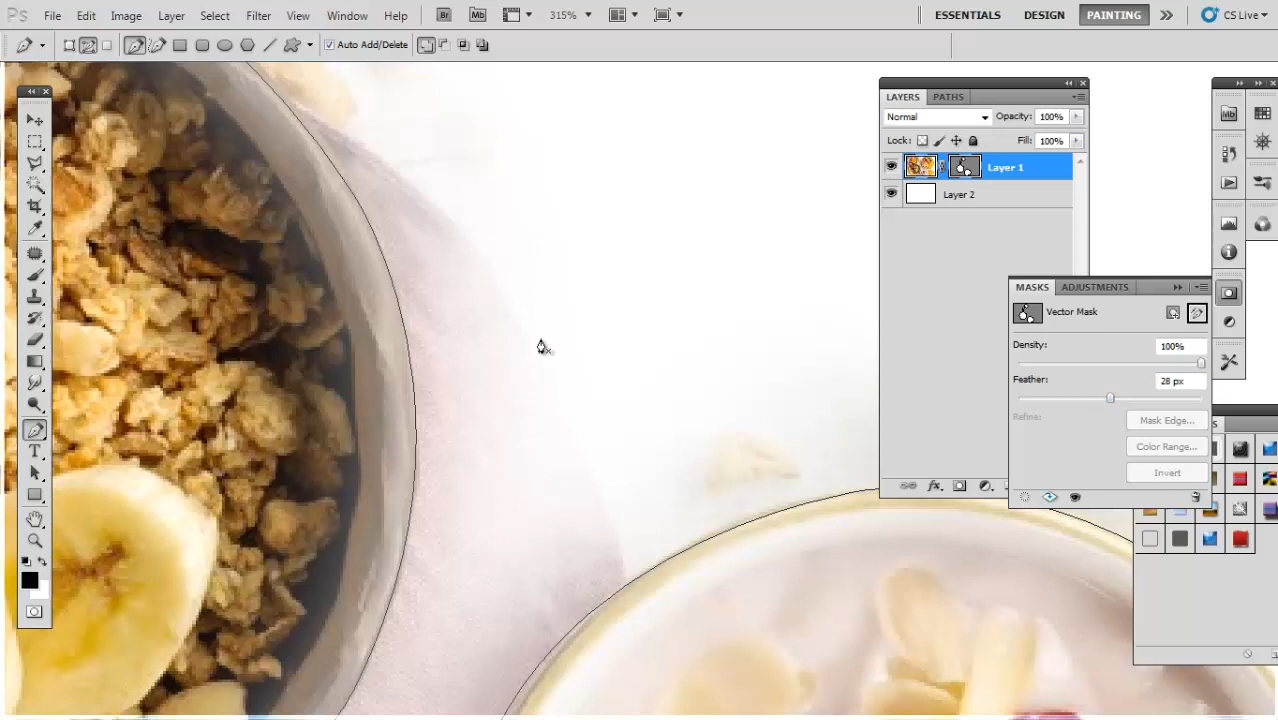 Ps File Edit Image Layer Select Filter View Window Help Br Mb 315% ESSENTIALS DESIGN PAINTING CS Live
Auto Add/Delete
LAYERS PATHS
Normal Opacity: 100%
Lock: Fill: 100%
Layer 1
Layer 2
Mb
MASKS ADJUSTMENTS
Vector Mask
Density: 100%
Feather: 28 px
Refine: Mask Edge...
Color Range...
Invert
fx.
T